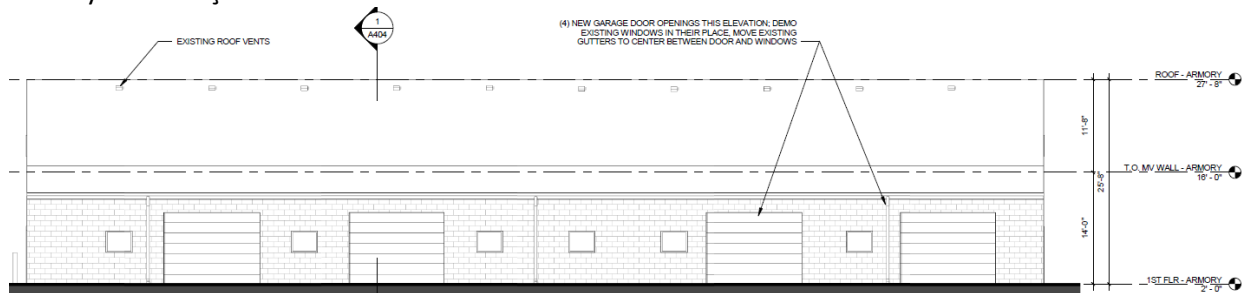 1
A404
EXISTING ROOF VENTS
(4) NEW GARAGE DOOR OPENINGS THIS ELEVATION; DEMO
EXISTING WINDOWS IN THEIR PLACE, MOVE EXISTING
GUTTERS TO CENTER BETWEEN DOOR AND WINDOWS
ROOF - ARMORY
27' - 8"
11'-8"
T.O. MV WALL - ARMORY
16' - 0"
25'-8"
14'-0"
1ST FLR - ARMORY
2' - 0"